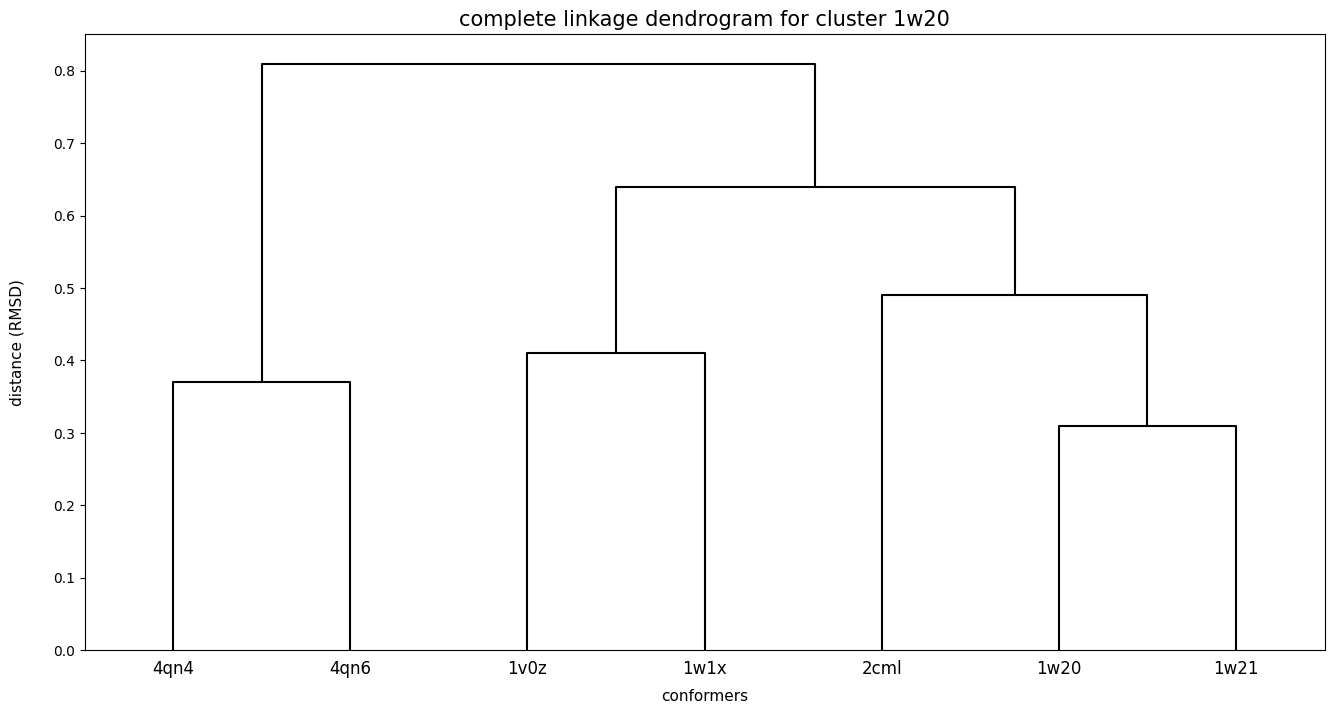 complete linkage dendrogram for cluster 1w20
distance (RMSD)
0.8
0.7
0.6
0.5
0.4
0.3
0.2
0.1
0.0
4qn4 4qn6 1v0z 1w1x 2cml 1w20 1w21
conformers